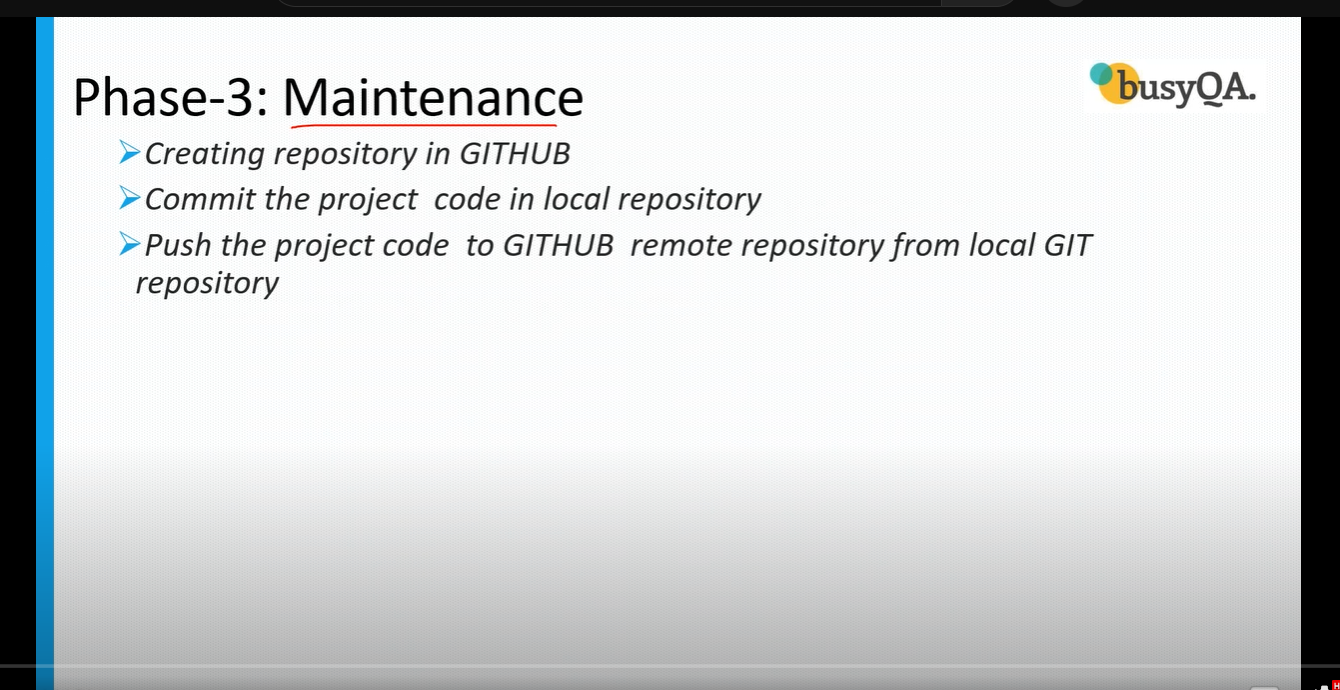 Phase-3: Maintenance
busyQA.
Creating repository in GITHUB
Commit the project  code in local repository
Push the project code  to GITHUB  remote repository from local GIT
repository